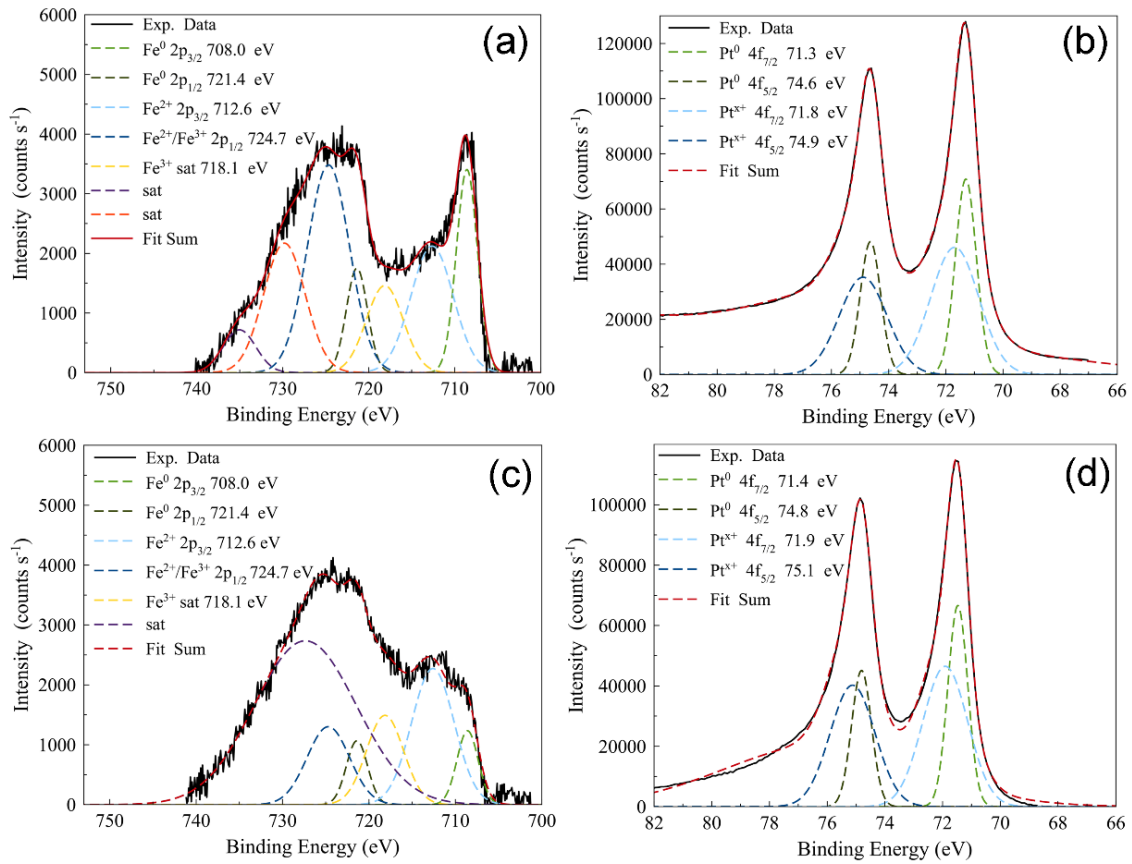 (a)
6000
5000
4000
3000
2000
1000
0
Intensity (counts s⁻¹)
Exp. Data
Fe⁰ 2p₃/₂ 708.0 eV
Fe⁰ 2p₁/₂ 721.4 eV
Fe²⁺ 2p₃/₂ 712.6 eV
Fe²⁺/Fe³⁺ 2p₁/₂ 724.7 eV
Fe³⁺ sat 718.1 eV
sat
sat
Fit Sum
750 740 730 720 710 700
Binding Energy (eV)
(b)
120000
100000
80000
60000
40000
20000
0
Intensity (counts s⁻¹)
Exp. Data
Pt⁰ 4f₇/₂ 71.3 eV
Pt⁰ 4f₅/₂ 74.6 eV
Ptˣ⁺ 4f₇/₂ 71.8 eV
Ptˣ⁺ 4f₅/₂ 74.9 eV
Fit Sum
82 80 78 76 74 72 70 68 66
Binding Energy (eV)
(c)
6000
5000
4000
3000
2000
1000
0
Intensity (counts s⁻¹)
Exp. Data
Fe⁰ 2p₃/₂ 708.0 eV
Fe⁰ 2p₁/₂ 721.4 eV
Fe²⁺ 2p₃/₂ 712.6 eV
Fe²⁺/Fe³⁺ 2p₁/₂ 724.7 eV
Fe³⁺ sat 718.1 eV
sat
Fit Sum
750 740 730 720 710 700
Binding Energy (eV)
(d)
100000
80000
60000
40000
20000
0
Intensity (counts s⁻¹)
Exp. Data
Pt⁰ 4f₇/₂ 71.4 eV
Pt⁰ 4f₅/₂ 74.8 eV
Ptˣ⁺ 4f₇/₂ 71.9 eV
Ptˣ⁺ 4f₅/₂ 75.1 eV
Fit Sum
82 80 78 76 74 72 70 68 66
Binding Energy (eV)